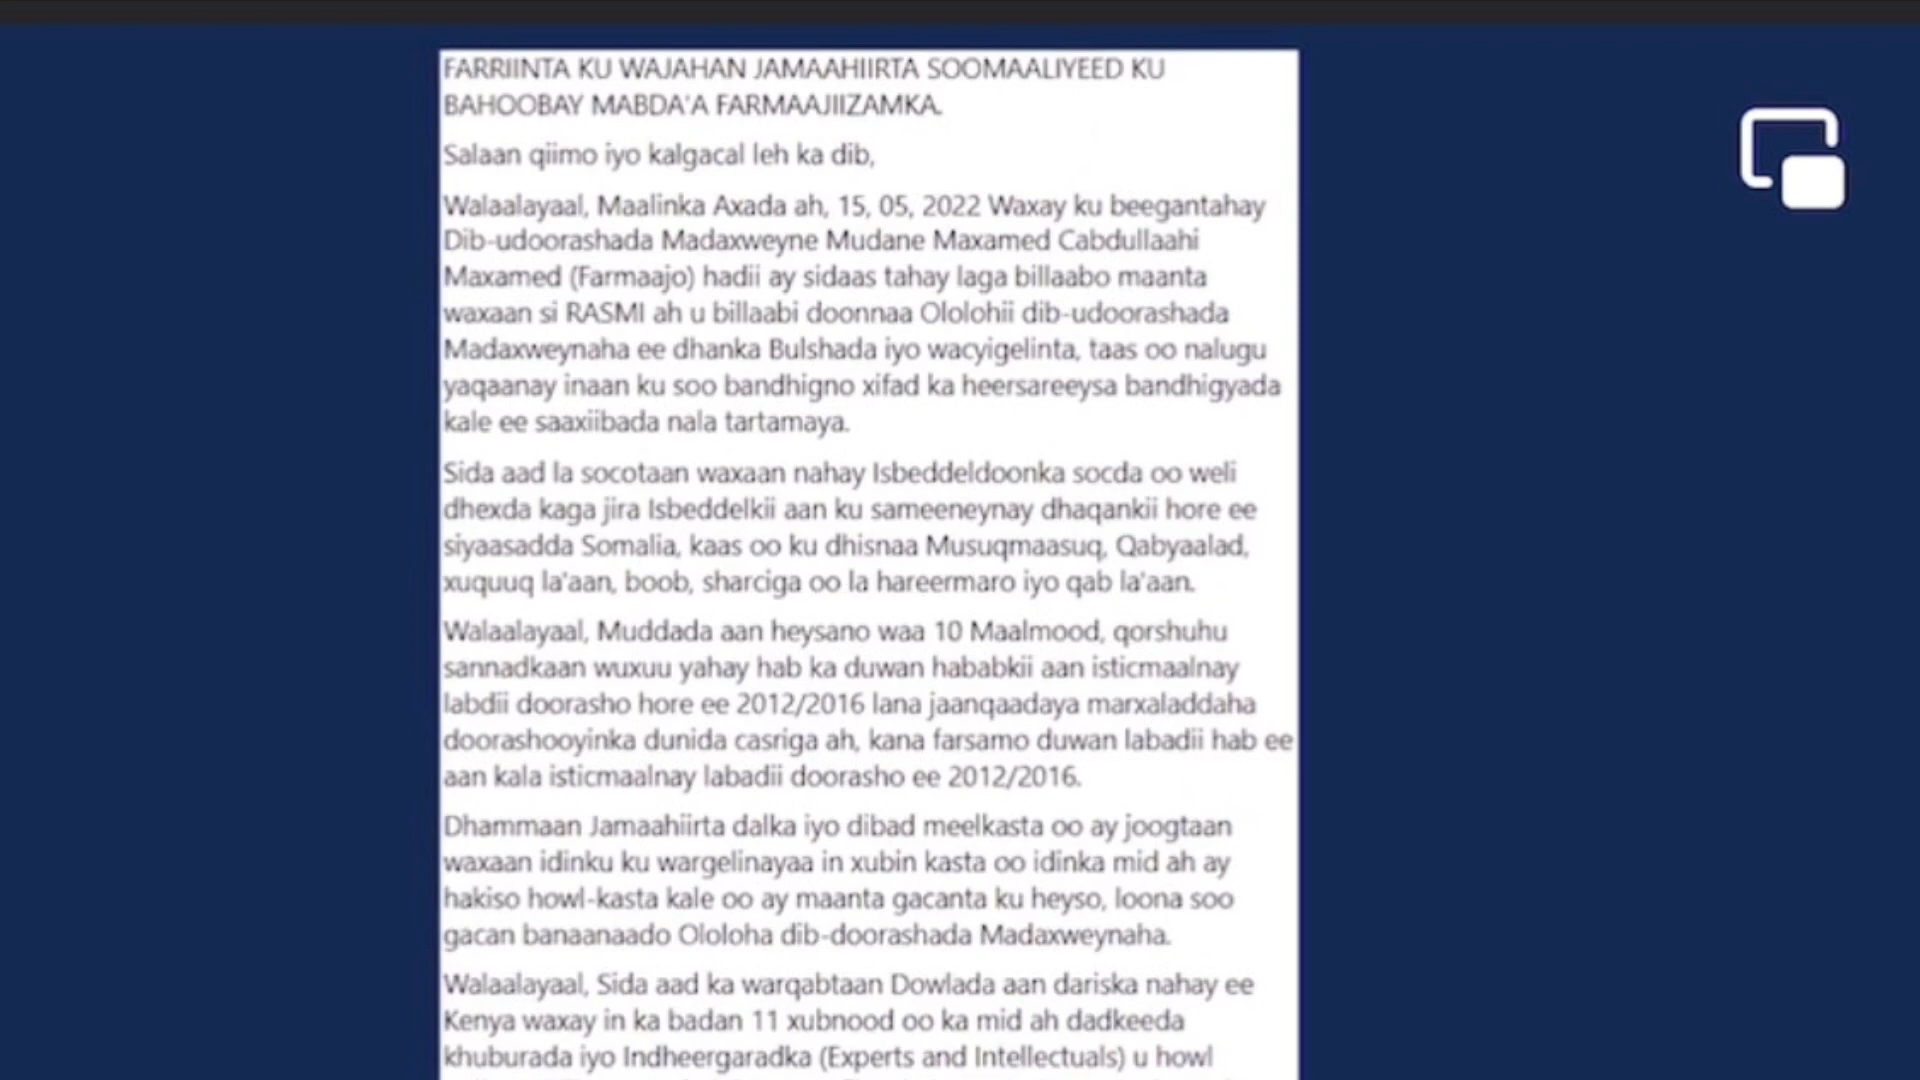 FARRIINTA KU WAJAHAN JAMAAHIIRTA SOOMAALIYEED KU
BAHOOBAY MABDA'A FARMAAJIIZAMKA.
Salaan qiimo iyo kalgacal leh ka dib,
Walaalayaal, Maalinka Axada ah, 15, 05, 2022 Waxay ku beegantahay
Dib-udoorashada Madaxweyne Mudane Maxamed Cabdullaahi
Maxamed (Farmaajo) hadii ay sidaas tahay laga billaabo maanta
waxaan si RASMI ah u billaabi doonnaa Ololohii dib-udoorashada
Madaxweynaha ee dhanka Bulshada iyo wacyigelinta, taas oo nalugu
yaqaanay inaan ku soo bandhigno xifad ka heersareeysa bandhigyada
kale ee saaxiibada nala tartamaya.
Sida aad la socotaan waxaan nahay Isbeddeldoonka socda oo weli
dhexda kaga jira Isbeddelkii aan ku sameeneynay dhaqankii hore ee
siyaasadda Somalia, kaas oo ku dhisnaa Musuqmaasuq, Qabyaalad,
xuquuq la'aan, boob, sharciga oo la hareermaro iyo qab la'aan.
Walaalayaal, Muddada aan heysano waa 10 Maalmood, qorshuhu
sannadkaan wuxuu yahay hab ka duwan hababkii aan isticmaalnay
labdii doorasho hore ee 2012/2016 lana jaanqaadaya marxaladdaha
doorashooyinka dunida casriga ah, kana farsamo duwan labadii hab ee
aan kala isticmaalnay labadii doorasho ee 2012/2016.
Dhammaan Jamaahiirta dalka iyo dibad meelkasta oo ay joogtaan
waxaan idinku ku wargelinayaa in xubin kasta oo idinka mid ah ay
hakiso howl-kasta kale oo ay maanta gacanta ku heyso, loona soo
gacan banaanaado Ololoha dib-doorashada Madaxweynaha.
Walaalayaal, Sida aad ka warqabtaan Dowlada aan dariska nahay ee
Kenya waxay in ka badan 11 xubnood oo ka mid ah dadkeeda
khuburada iyo Indheergaradka (Experts and Intellectuals) u howl